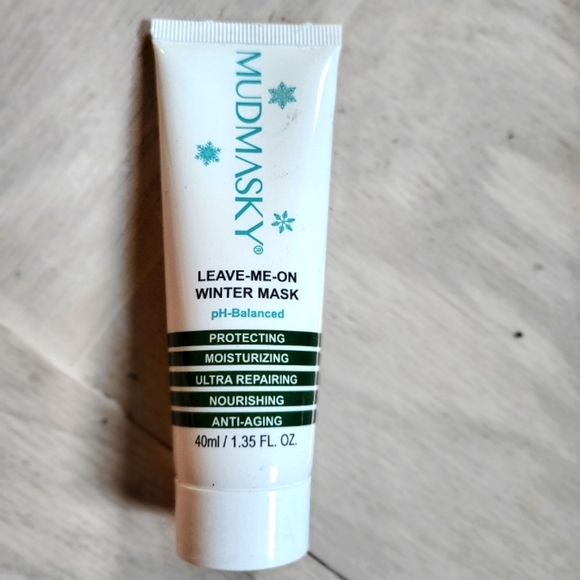 MUDMASKY®
LEAVE-ME-ON
WINTER MASK
pH-Balanced
PROTECTING
MOISTURIZING
ULTRA REPAIRING
NOURISHING
ANTI-AGING
40ml / 1.35 FL. OZ.